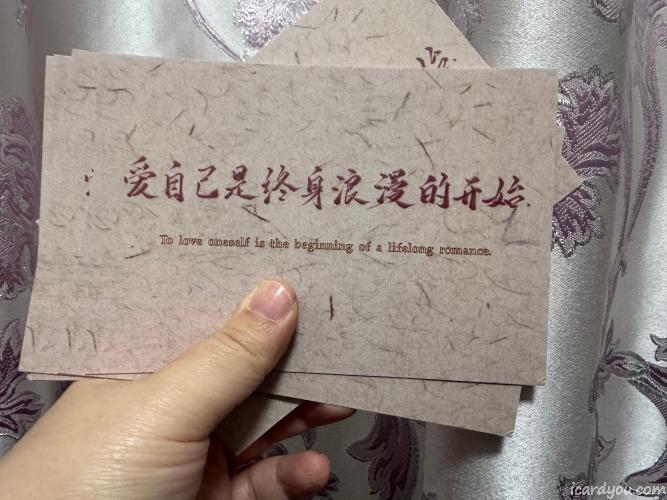 爱自己是终身浪漫的开始.
To love oneself is the beginning of a lifelong romance.
icardyou.com